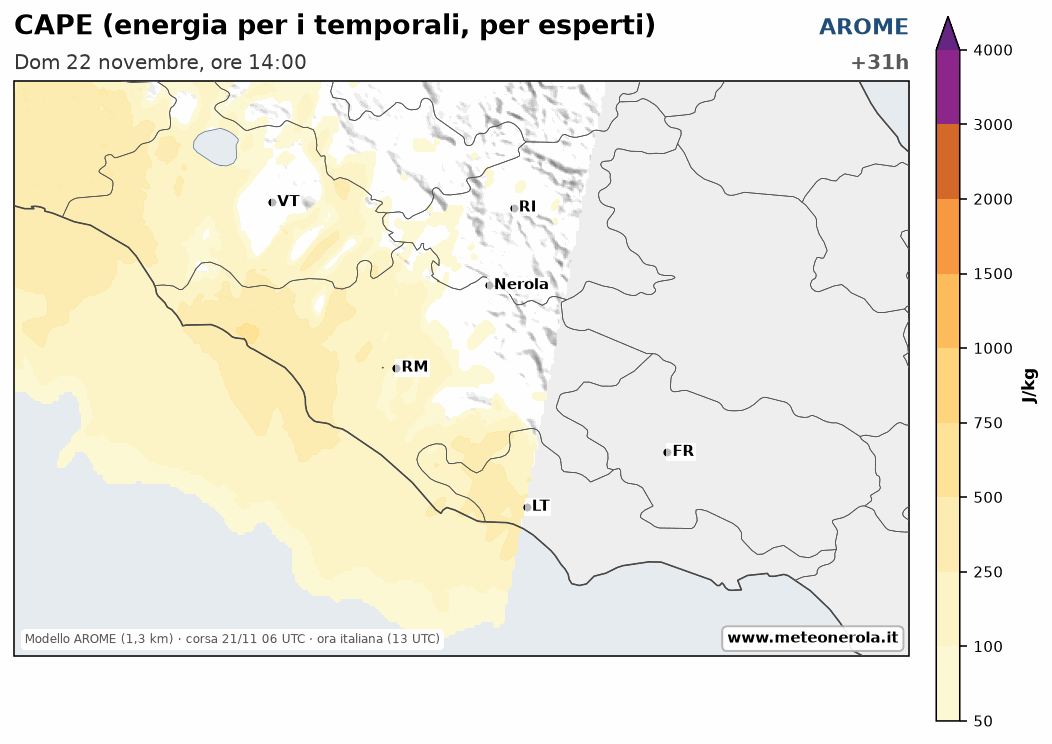 CAPE (energia per i temporali, per esperti)
AROME
Dom 22 novembre, ore 14:00
+31h
4000
3000
2000
1500
1000
750
500
250
100
50
J/kg
VT
RI
Nerola
RM
FR
LT
Modello AROME (1,3 km) · corsa 21/11 06 UTC · ora italiana (13 UTC)
www.meteonerola.it